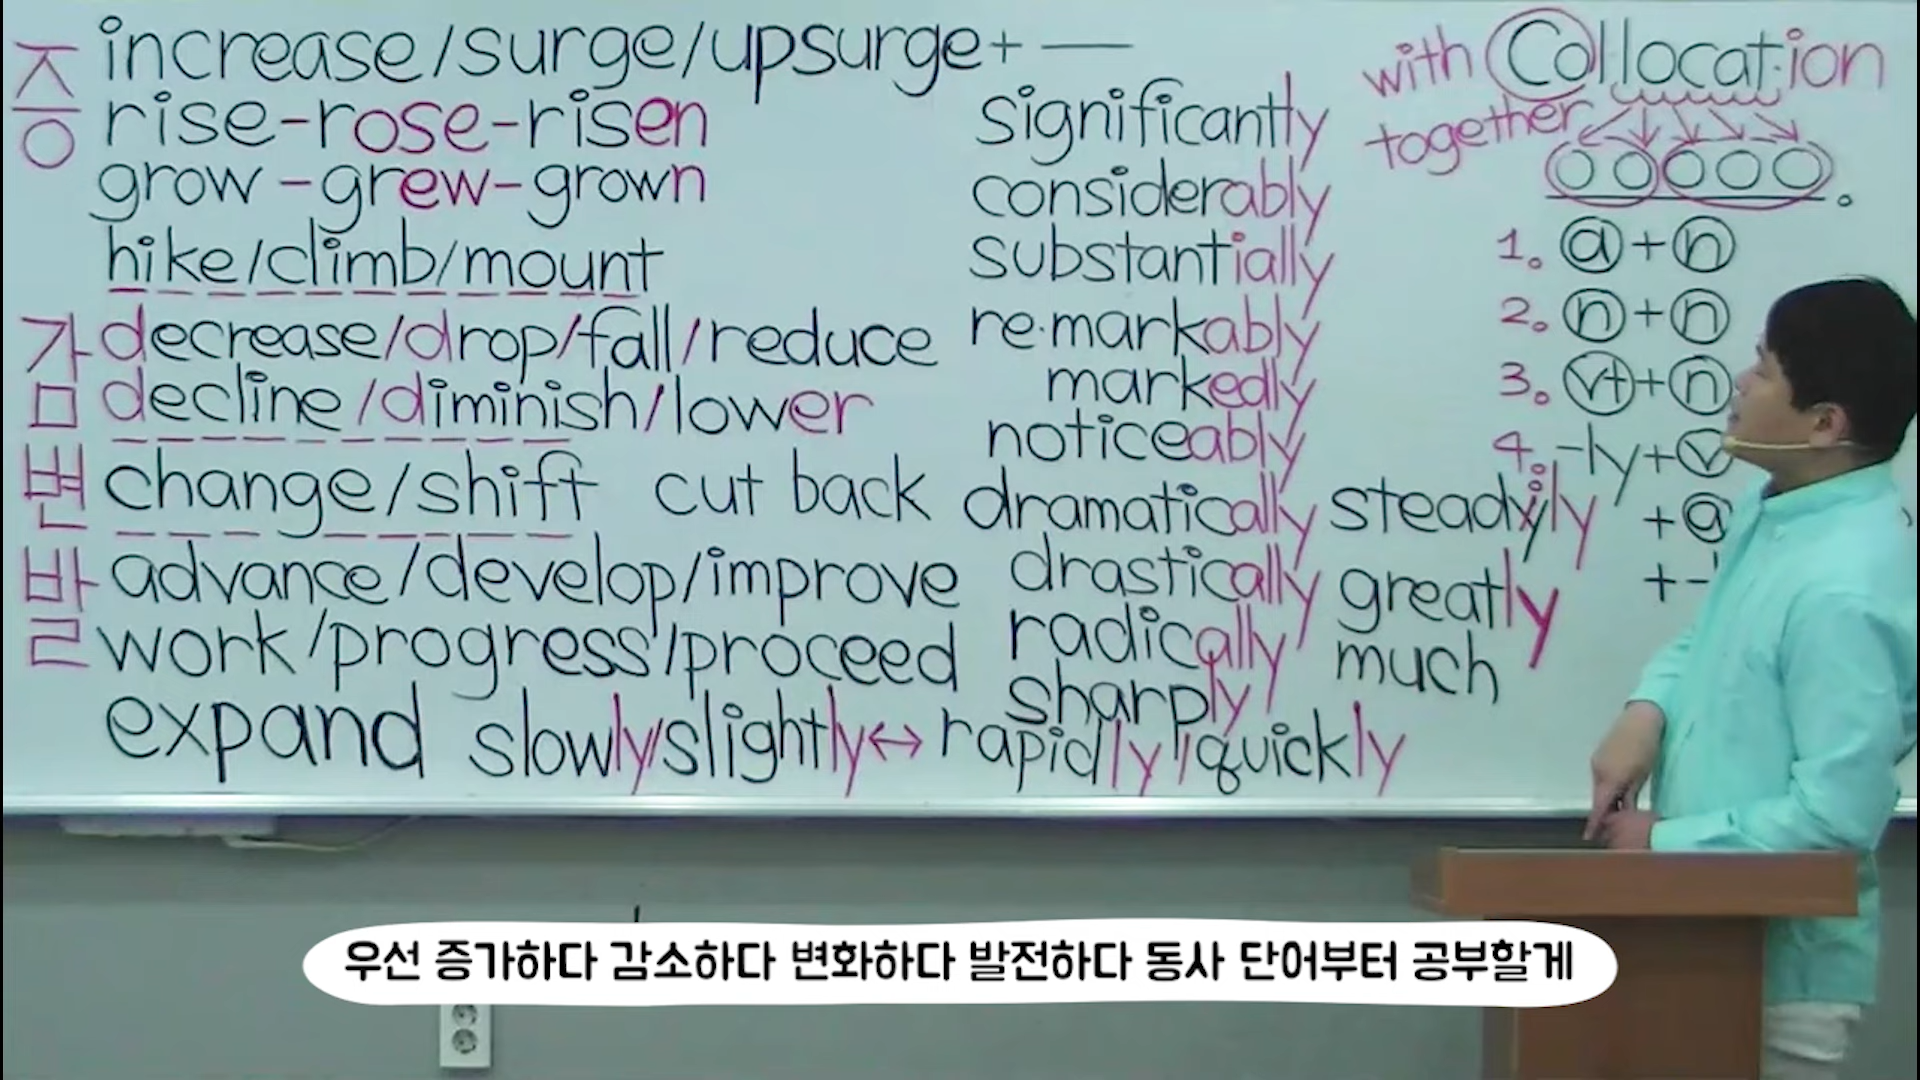 증 increase/surge/upsurge + —
rise-rose-risen
grow-grew-grown
hike/climb/mount
감 decrease/drop/fall/reduce
decline/diminish/lower
변 change/shift cut back
발 advance/develop/improve
work/progress/proceed
expand slowly/slightly↔rapidly/quickly
significantly
considerably
substantially
re·markably
markedly
noticeably
dramatically
drastically
radically
sharply
steadyily
greatly
much
with Collocation
together
1. ⓐ+ⓝ
2. ⓝ+ⓝ
3. vt+ⓝ
4. -ly+ⓥ
+ⓐ
+-
우선 증가하다 감소하다 변화하다 발전하다 동사 단어부터 공부할게